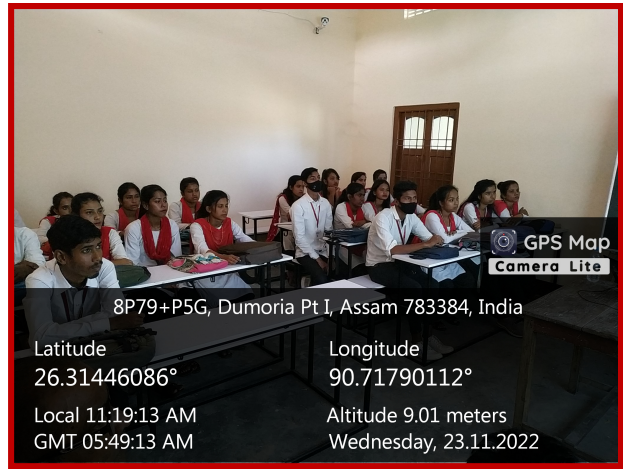 GPS Map
Camera Lite
8P79+P5G, Dumoria Pt I, Assam 783384, India
Latitude
26.31446086°
Longitude
90.71790112°
Local 11:19:13 AM
GMT 05:49:13 AM
Altitude 9.01 meters
Wednesday, 23.11.2022